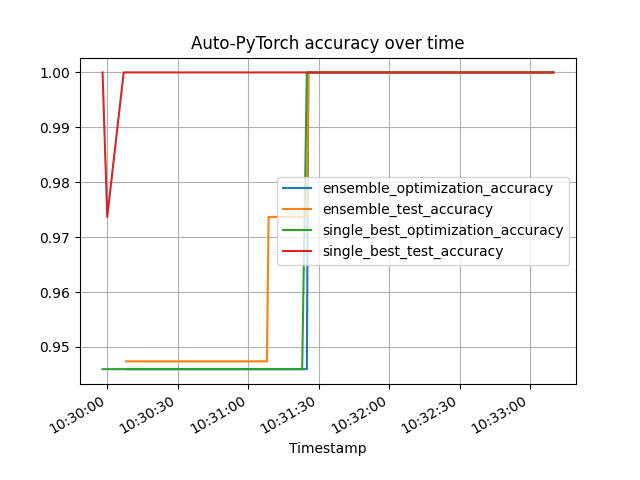 Auto-PyTorch accuracy over time
1.00
0.99
0.98
0.97
0.96
0.95
ensemble_optimization_accuracy
ensemble_test_accuracy
single_best_optimization_accuracy
single_best_test_accuracy
10:30:00
10:30:30
10:31:00
10:31:30
10:32:00
10:32:30
10:33:00
Timestamp